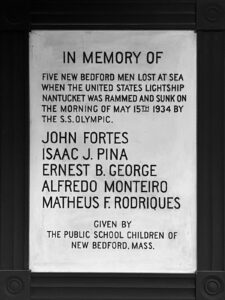 IN MEMORY OF
FIVE NEW BEDFORD MEN LOST AT SEA
WHEN THE UNITED STATES LIGHTSHIP
NANTUCKET WAS RAMMED AND SUNK ON
THE MORNING OF MAY 15TH 1934 BY
THE S.S. OLYMPIC.
JOHN FORTES
ISAAC J. PINA
ERNEST B. GEORGE
ALFREDO MONTEIRO
MATHEUS F. RODRIQUES
GIVEN BY
THE PUBLIC SCHOOL CHILDREN OF
NEW BEDFORD, MASS.